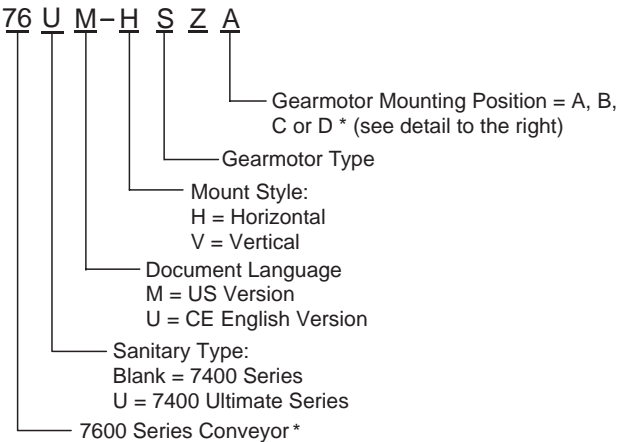 76 U M-H S Z A
Gearmotor Mounting Position = A, B,
C or D * (see detail to the right)
Gearmotor Type
Mount Style:
H = Horizontal
V = Vertical
Document Language
M = US Version
U = CE English Version
Sanitary Type:
Blank = 7400 Series
U = 7400 Ultimate Series
7600 Series Conveyor *